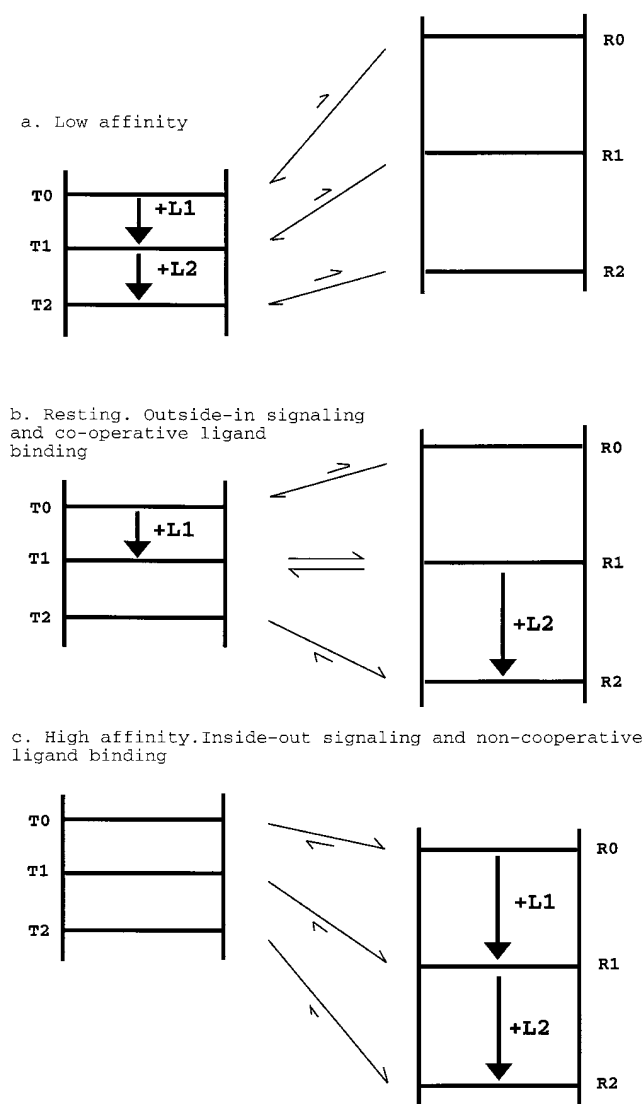 R0
a. Low affinity
R1
T0
+L1
T1
+L2
T2
R2
b. Resting. Outside-in signaling
and co-operative ligand
binding
R0
T0
+L1
T1
R1
T2
+L2
R2
c. High affinity.Inside-out signaling and non-cooperative
ligand binding
T0
R0
T1
+L1
T2
R1
+L2
R2